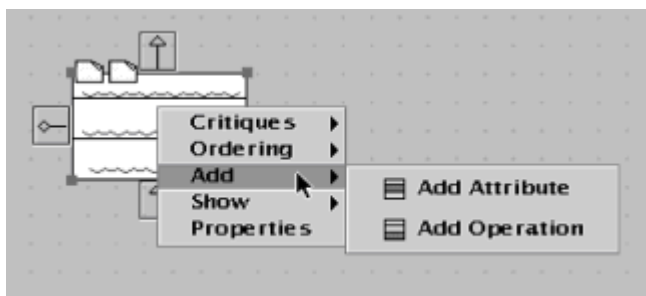 Critiques
Ordering
Add
Show
Properties
Add Attribute
Add Operation